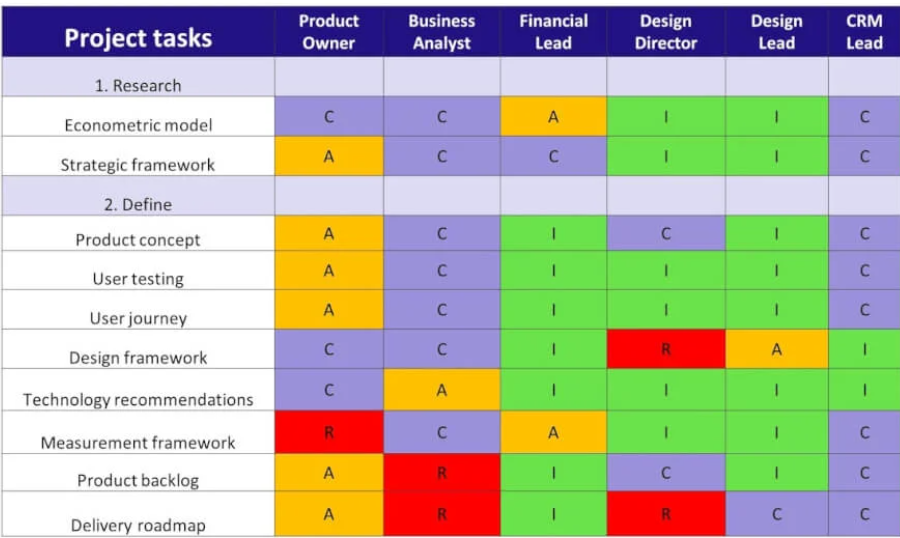 Project tasks Product Owner Business Analyst Financial Lead Design Director Design Lead CRM Lead
1. Research
Econometric model C C A I I C
Strategic framework A C C I I C
2. Define
Product concept A C I C I C
User testing A C I I I C
User journey A C I I I C
Design framework C C I R A I
Technology recommendations C A I I I I
Measurement framework R C A I I C
Product backlog A R I C I C
Delivery roadmap A R I R C C